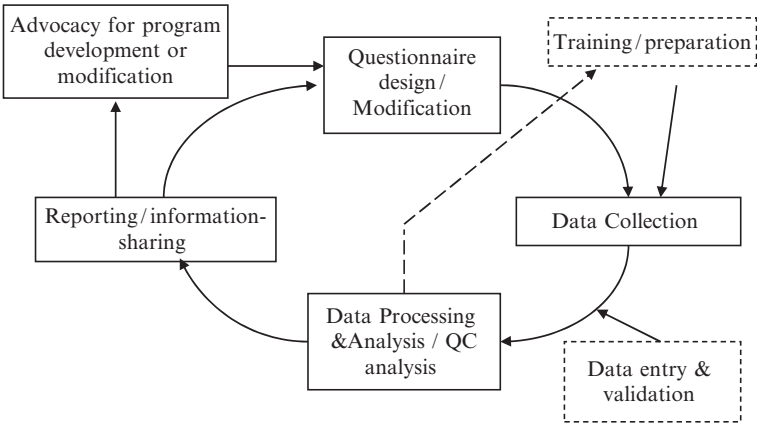 Advocacy for program
development or
modification
Questionnaire
design/
Modification
Training/preparation
Reporting/information-
sharing
Data Collection
Data Processing
&Analysis / QC
analysis
Data entry &
validation